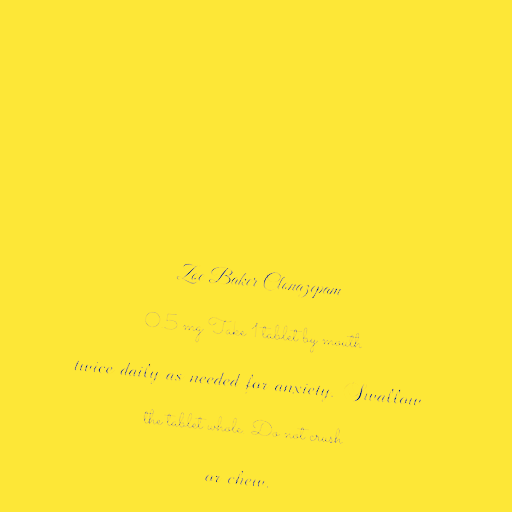 Zoe Baker Clonazepam
0.5 mg Take 1 tablet by mouth
twice daily as needed for anxiety. Swallow
the tablet whole. Do not crush
or chew.